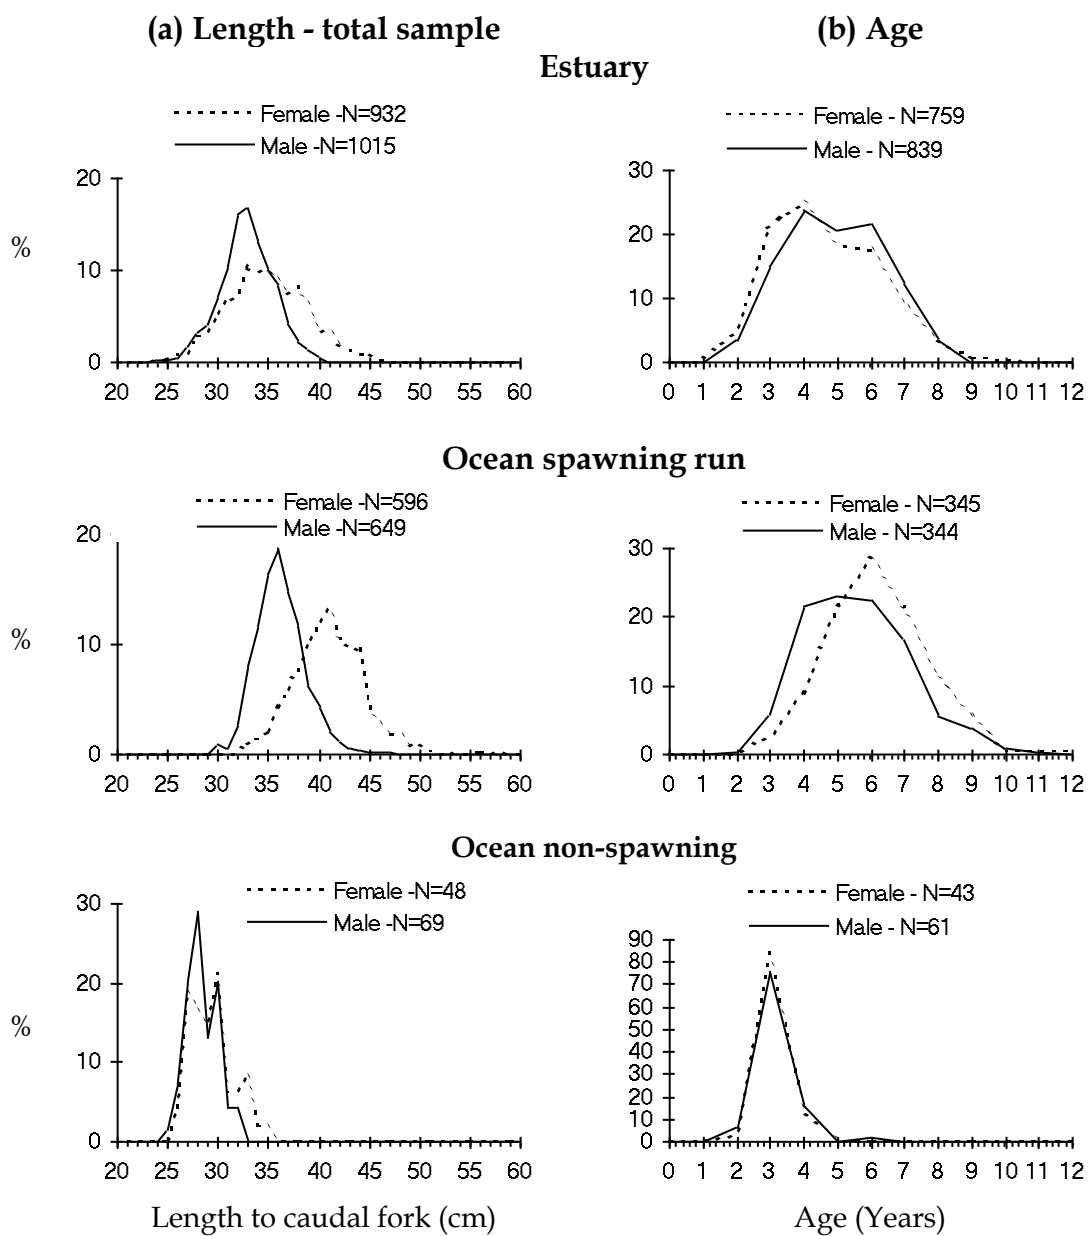 (a) Length - total sample
(b) Age
Estuary
Female -N=932
Male -N=1015
Female - N=759
Male - N=839
20
10
0
%
20 25 30 35 40 45 50 55 60
30
20
10
0
0 1 2 3 4 5 6 7 8 9 10 11 12
Ocean spawning run
Female -N=596
Male -N=649
Female - N=345
Male - N=344
20
10
0
%
20 25 30 35 40 45 50 55 60
30
20
10
0
0 1 2 3 4 5 6 7 8 9 10 11 12
Ocean non-spawning
Female -N=48
Male -N=69
Female - N=43
Male - N=61
30
20
10
0
%
20 25 30 35 40 45 50 55 60
90
80
70
60
50
40
30
20
10
0
0 1 2 3 4 5 6 7 8 9 10 11 12
Length to caudal fork (cm)
Age (Years)